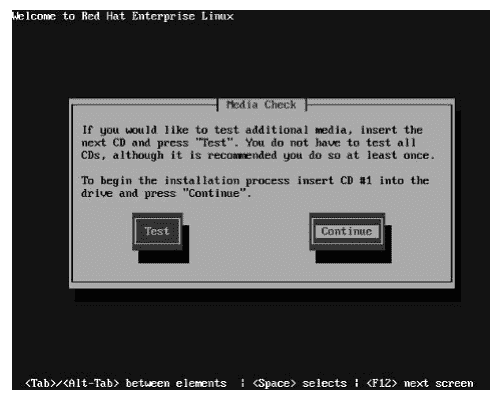 Welcome to Red Hat Enterprise Linux
Media Check
If you would like to test additional media, insert the
next CD and press "Test". You do not have to test all
CDs, although it is recommended you do so at least once.
To begin the installation process insert CD #1 into the
drive and press "Continue".
Test
Continue
<Tab>/<Alt-Tab> between elements | <Space> selects | <F12> next screen